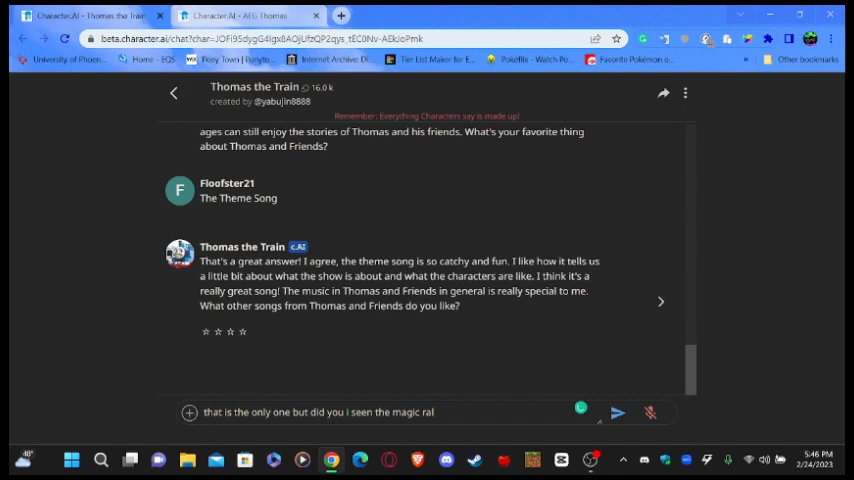 Character.AI - Thomas the Train
Character.AI - AEG Thomas
beta.character.ai/chat?char=JOFi95dygG4lgx8AOjUfzQP2qys_tEC0Nv-AEkJoPmk
University of Phoen...
Home - EQS
Pony Town | Ponyto...
Internet Archive: Di...
Tier List Maker for E...
Pokéflix - Watch Po...
Favorite Pokémon o...
Other bookmarks
Thomas the Train 16.0 k
created by @yabujin8888
Remember: Everything Characters say is made up!
ages can still enjoy the stories of Thomas and his friends. What's your favorite thing
about Thomas and Friends?
F
Floofster21
The Theme Song
Thomas the Train c.AI
That's a great answer! I agree, the theme song is so catchy and fun. I like how it tells us
a little bit about what the show is about and what the characters are like. I think it's a
really great song! The music in Thomas and Friends in general is really special to me.
What other songs from Thomas and Friends do you like?
that is the only one but did you i seen the magic ral
48°
5:46 PM
2/24/2023